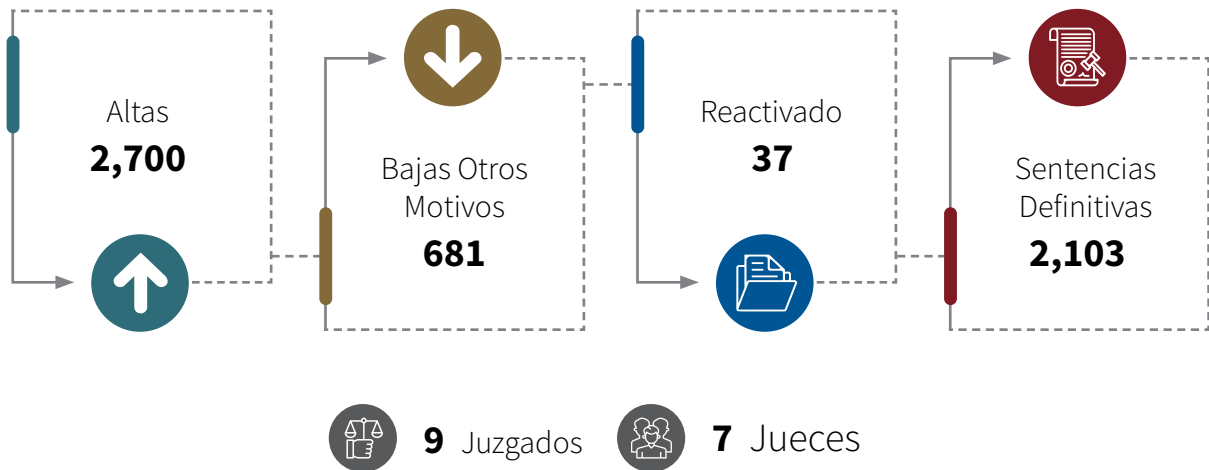 Altas
2,700
Bajas Otros
Motivos
681
Reactivado
37
Sentencias
Definitivas
2,103
9 Juzgados
7 Jueces